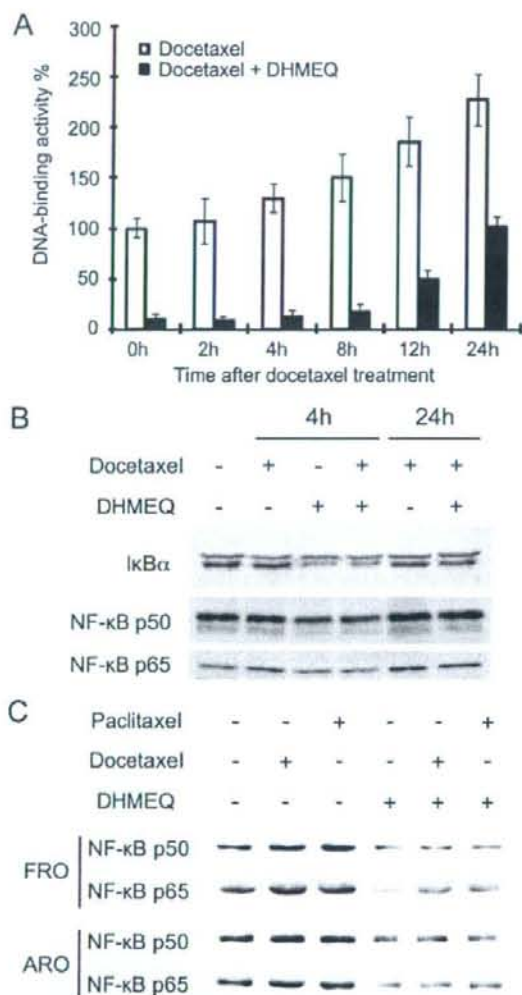 A
DNA-binding activity %
300
250
200
150
100
50
0
Docetaxel
Docetaxel + DHMEQ
0h 2h 4h 8h 12h 24h
Time after docetaxel treatment
B
4h 24h
Docetaxel - + - + + +
DHMEQ - - + + - +
IκBα
NF-κB p50
NF-κB p65
C
Paclitaxel - - + - - +
Docetaxel - + - - + -
DHMEQ - - - + + +
FRO
NF-κB p50
NF-κB p65
ARO
NF-κB p50
NF-κB p65